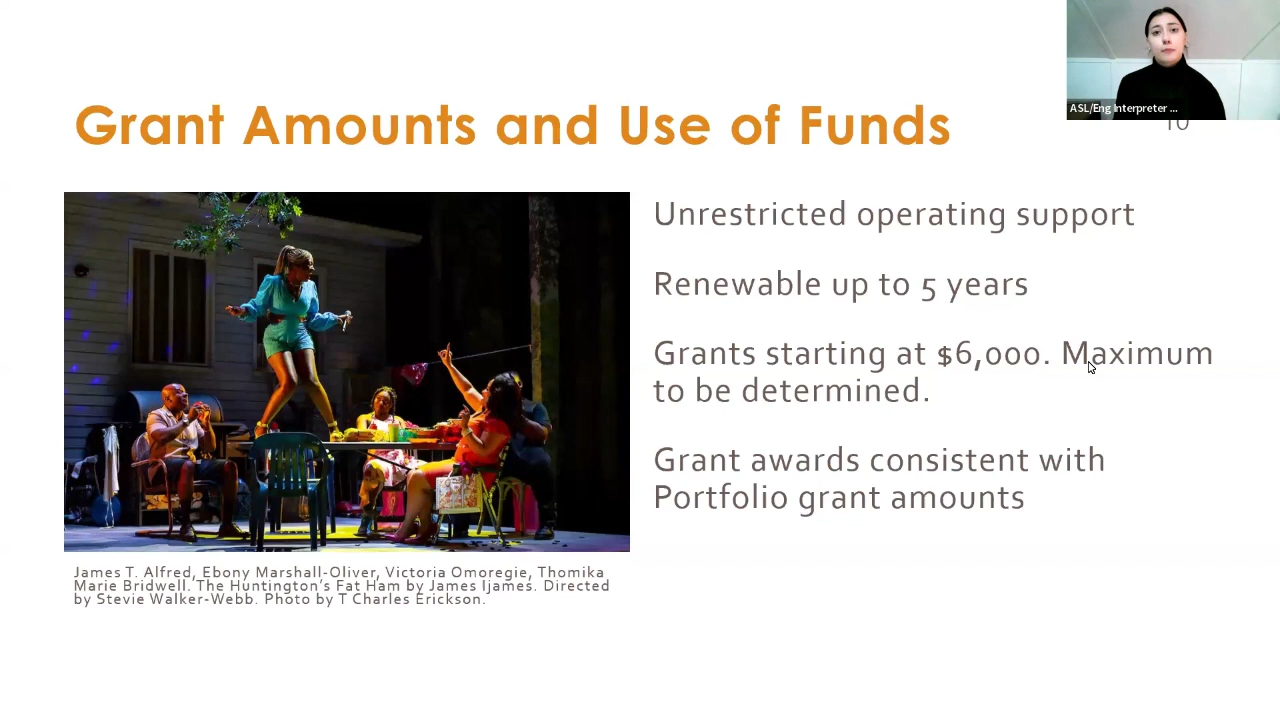 Grant Amounts and Use of Funds
ASL/Eng Interpreter ...
10
Unrestricted operating support
Renewable up to 5 years
Grants starting at $6,000. Maximum
to be determined.
Grant awards consistent with
Portfolio grant amounts
James T. Alfred, Ebony Marshall-Oliver, Victoria Omoregie, Thomika
Marie Bridwell. The Huntington's Fat Ham by James Ijames. Directed
by Stevie Walker-Webb. Photo by T Charles Erickson.